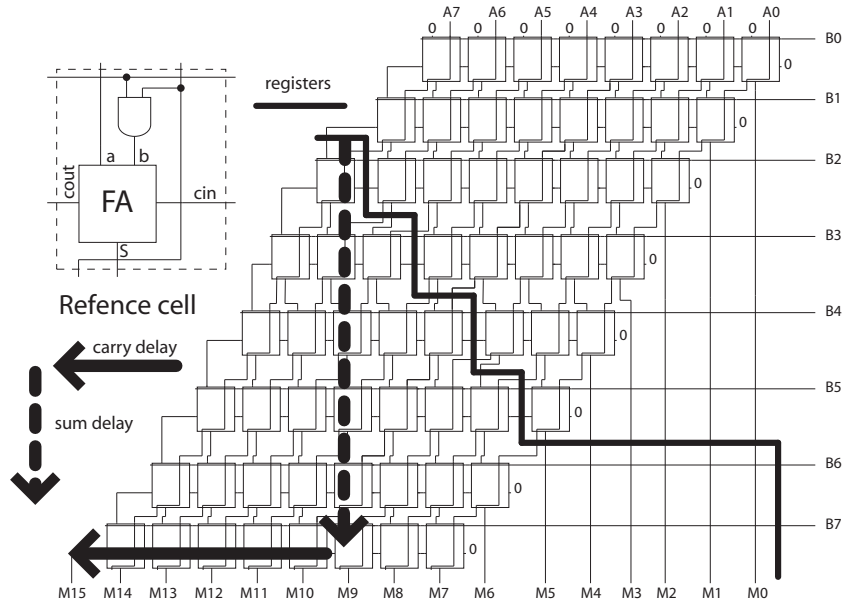 A7 A6 A5 A4 A3 A2 A1 A0
0 0 0 0 0 0 0 0
B0
0
registers
B1
0
a b
cout
FA
cin
S
B2
0
B3
0
Refence cell
B4
0
carry delay
B5
0
sum delay
B6
0
B7
0
M15 M14 M13 M12 M11 M10 M9 M8 M7 M6 M5 M4 M3 M2 M1 M0